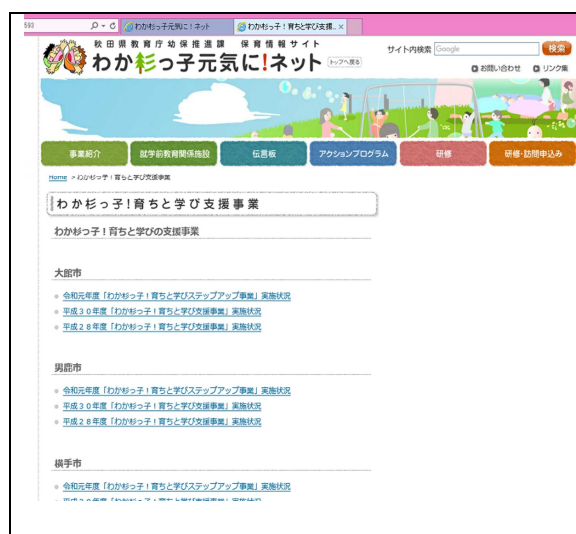 593
わかっ子元気に!ネット
わか杉っ子!育ちと学び支援...
秋田県教育庁幼保推進課 保育情報サイト
わか杉っ子元気に!ネット
トップへ戻る
サイト内検索
Google
検索
お問い合わせ
リンク集
事業紹介
就学前教育関係施設
伝言板
アクションプログラム
研修
研修・訪問申込み
Home > わか杉っ子!育ちと学び支援事業
わか杉っ子!育ちと学び支援事業
わか杉っ子!育ちと学びの支援事業
大館市
令和元年度「わか杉っ子!育ちと学びステップアップ事業」実施状況
平成30年度「わか杉っ子!育ちと学び支援事業」実施状況
平成28年度「わか杉っ子!育ちと学び支援事業」実施状況
男鹿市
令和元年度「わか杉っ子!育ちと学びステップアップ事業」実施状況
平成30年度「わか杉っ子!育ちと学び支援事業」実施状況
平成28年度「わか杉っ子!育ちと学び支援事業」実施状況
横手市
令和元年度「わか杉っ子!育ちと学びステップアップ事業」実施状況